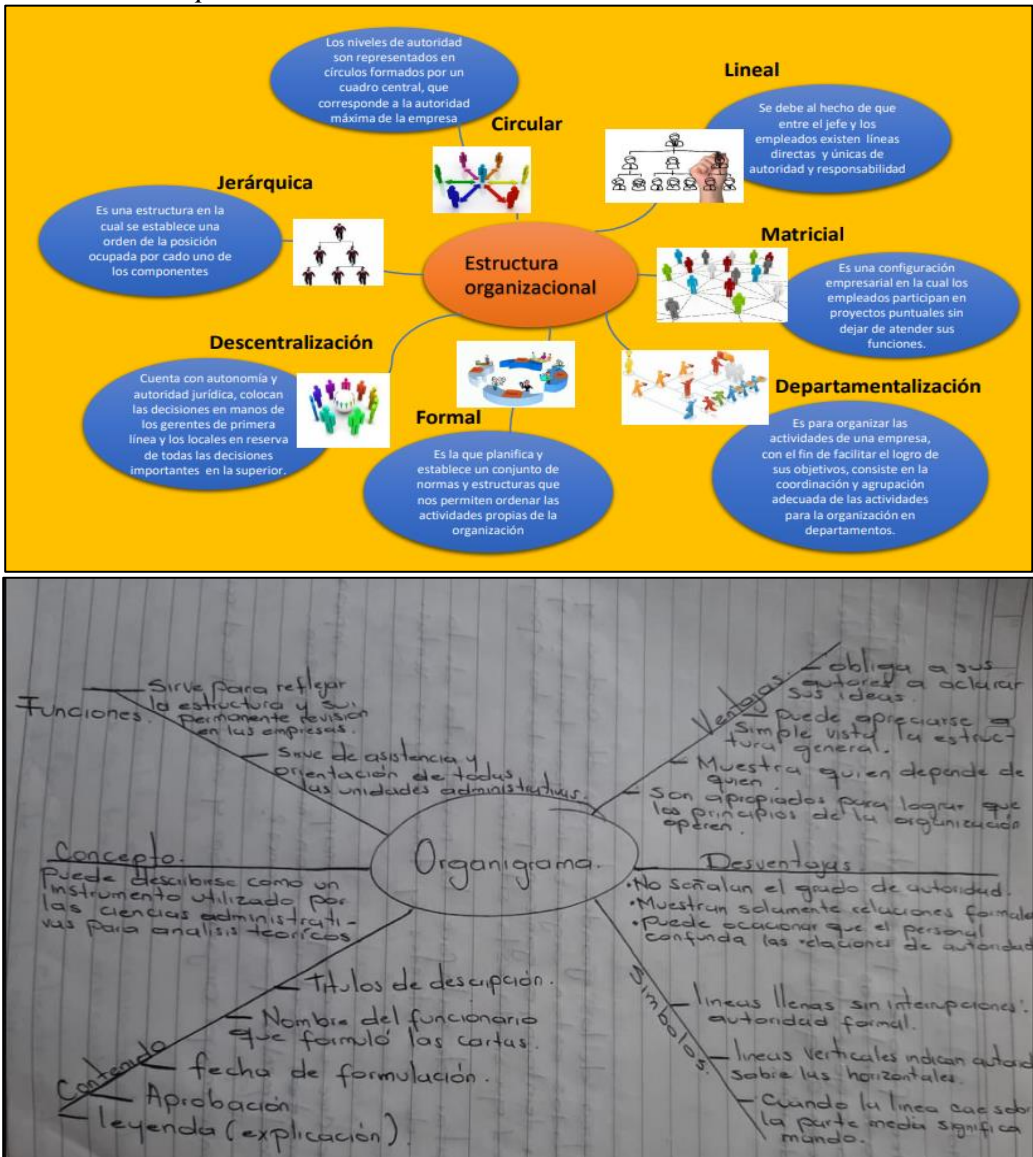 Los niveles de autoridad
son representados en
círculos formados por un
cuadro central, que
corresponde a la autoridad
máxima de la empresa
Circular
Lineal
Se debe al hecho de que
entre el jefe y los
empleados existen líneas
directas y únicas de
autoridad y responsabilidad
Jerárquica
Es una estructura en la
cual se establece una
orden de la posición
ocupada por cado uno de
los componentes
Estructura
organizacional
Matricial
Es una configuración
empresarial en la cual los
empleados participan en
proyectos puntuales sin
dejar de atender sus
funciones.
Descentralización
Cuenta con autonomía y
autoridad jurídica, colocan
las decisiones en manos de
los gerentes de primera
línea y los locales en reserva
de todas las decisiones
importantes en la superior.
Formal
Es la que planifica y
establece un conjunto de
normas y estructuras que
nos permiten ordenar las
actividades propias de la
organización
Departamentalización
Es para organizar las
actividades de una empresa,
con el fin de facilitar el logro de
sus objetivos, consiste en la
coordinación y agrupación
adecuada de las actividades
para la organización en
departamentos.
Funciones.
Sirve para reflejar
la estructura y su
permanente revisión
en las empresas.
Sirve de asistencia y
orientación de todas
las unidades administrativas.
Ventajas
obliga a sus
autores a aclarar
sus ideas.
puede apreciarse a
simple vista la estruc-
tura general.
Muestra quien depende de
quien.
son apropiados para lograr que
los principios de la organización
operen.
Organigrama.
Concepto.
puede describirse como un
instrumento utilizado por
las ciencias administrati-
vas para analisis teoricos
Desventajas
•No señalan el grado de autoridad.
•Muestran solamente relaciones formale
•puede ocacionar que el personal
confunda las relaciones de autoridad
Contenido
Titulos de descripción.
Nombre del funcionario
que formuló las cartas.
fecha de formulación.
Aprobación
leyenda (explicación).
Simbolos.
lineas llenas sin interrupciones.
autoridad formal.
lineas verticales indican autorid
sobre las horizontales.
Cuando la linea cae sobr
la parte media significa
mando.